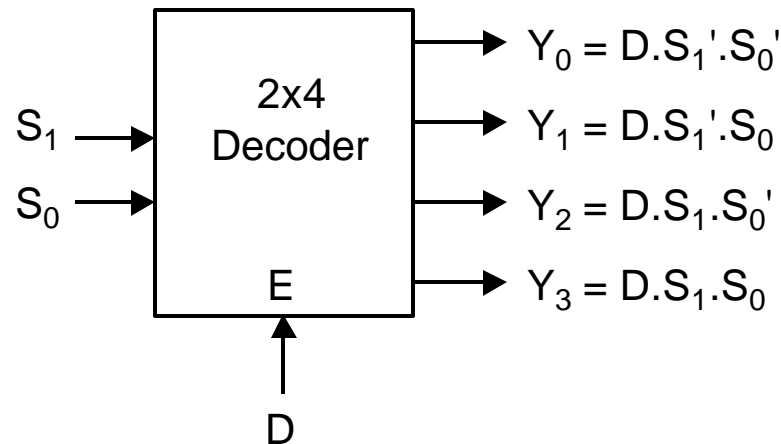 Y₀ = D.S₁'.S₀'
2x4
Decoder
S₁
Y₁ = D.S₁'.S₀
S₀
Y₂ = D.S₁.S₀'
E
Y₃ = D.S₁.S₀
D